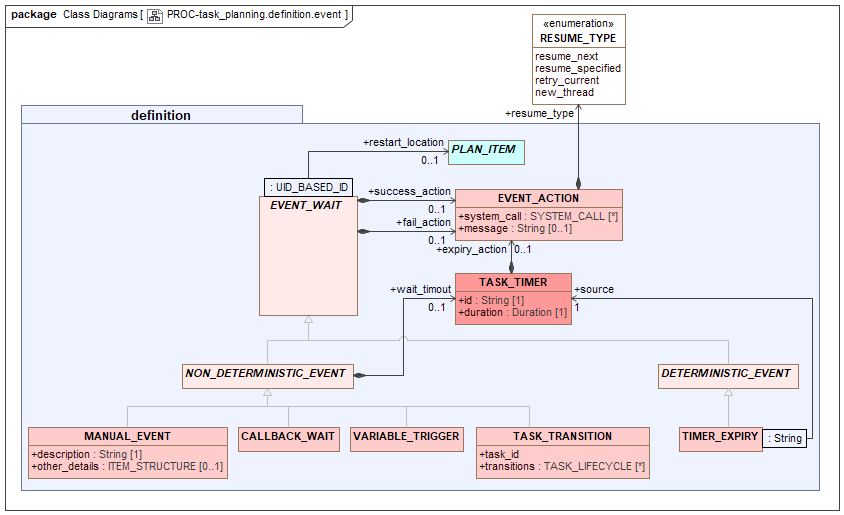 package Class Diagrams [ PROC-task_planning.definition.event ]
«enumeration»
RESUME_TYPE
resume_next
resume_specified
retry_current
new_thread
+resume_type
definition
+restart_location
0..1
PLAN_ITEM
: UID_BASED_ID
EVENT_WAIT
+success_action
0..1
+fail_action
0..1
EVENT_ACTION
+system_call : SYSTEM_CALL [*]
+message : String [0..1]
+expiry_action
0..1
TASK_TIMER
+id : String [1]
+duration : Duration [1]
+wait_timout
0..1
+source
1
NON_DETERMINISTIC_EVENT
DETERMINISTIC_EVENT
MANUAL_EVENT
+description : String [1]
+other_details : ITEM_STRUCTURE [0..1]
CALLBACK_WAIT
VARIABLE_TRIGGER
TASK_TRANSITION
+task_id
+transitions : TASK_LIFECYCLE [*]
TIMER_EXPIRY
: String